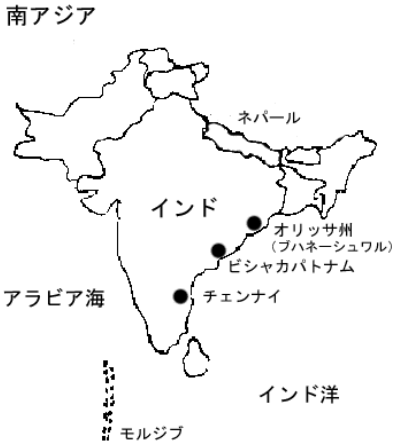 南アジア
ネパール
インド
オリッサ州
(ブハネーシュワル)
ビシャカパトナム
チェンナイ
アラビア海
インド洋
モルジブ